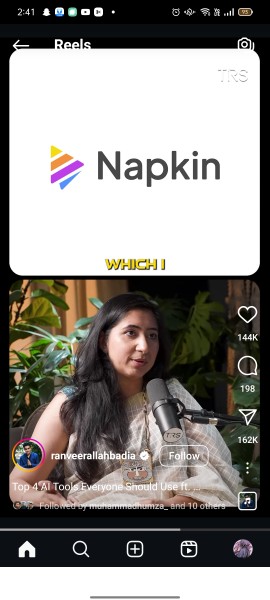 2:41
Reels
TRS
Napkin
WHICH I
144K
198
162K
TRS
ranveerallahbadia
Follow
Top 4 AI Tools Everyone Should Use ft. ...
Followed by muhammadhumza_ and 10 others